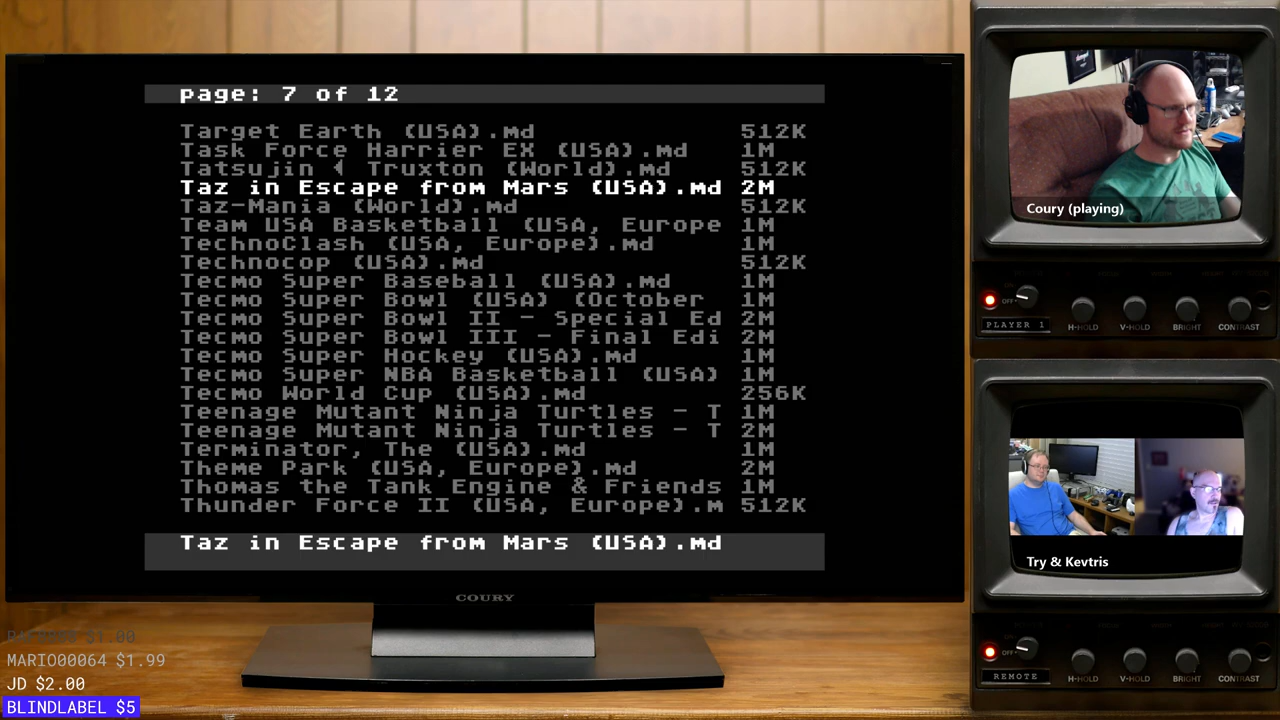 page: 7 of 12
Target Earth (USA).md 512K
Task Force Harrier EX (USA).md 1M
Tatsujin Truxton (World).md 512K
Taz in Escape from Mars (USA).md 2M
Taz-Mania (World).md 512K
Team USA Basketball (USA, Europe 1M
TechnoClash (USA, Europe).md 1M
Technocop (USA).md 512K
Tecmo Super Baseball (USA).md 1M
Tecmo Super Bowl (USA) (October 1M
Tecmo Super Bowl II - Special Ed 2M
Tecmo Super Bowl III - Final Edi 2M
Tecmo Super Hockey (USA).md 1M
Tecmo Super NBA Basketball (USA) 1M
Tecmo World Cup (USA).md 256K
Teenage Mutant Ninja Turtles - T 1M
Teenage Mutant Ninja Turtles - T 2M
Terminator, The (USA).md 1M
Theme Park (USA, Europe).md 2M
Thomas the Tank Engine & Friends 1M
Thunder Force II (USA, Europe).m 512K
Taz in Escape from Mars (USA).md
COURY
$1.00
MARIO00064 $1.99
JD $2.00
BLINDLABEL $5
Coury (playing)
OFF
PLAYER 1
H-HOLD V-HOLD BRIGHT CONTRAST
Try & Kevtris
OFF
REMOTE
H-HOLD V-HOLD BRIGHT CONTRAST